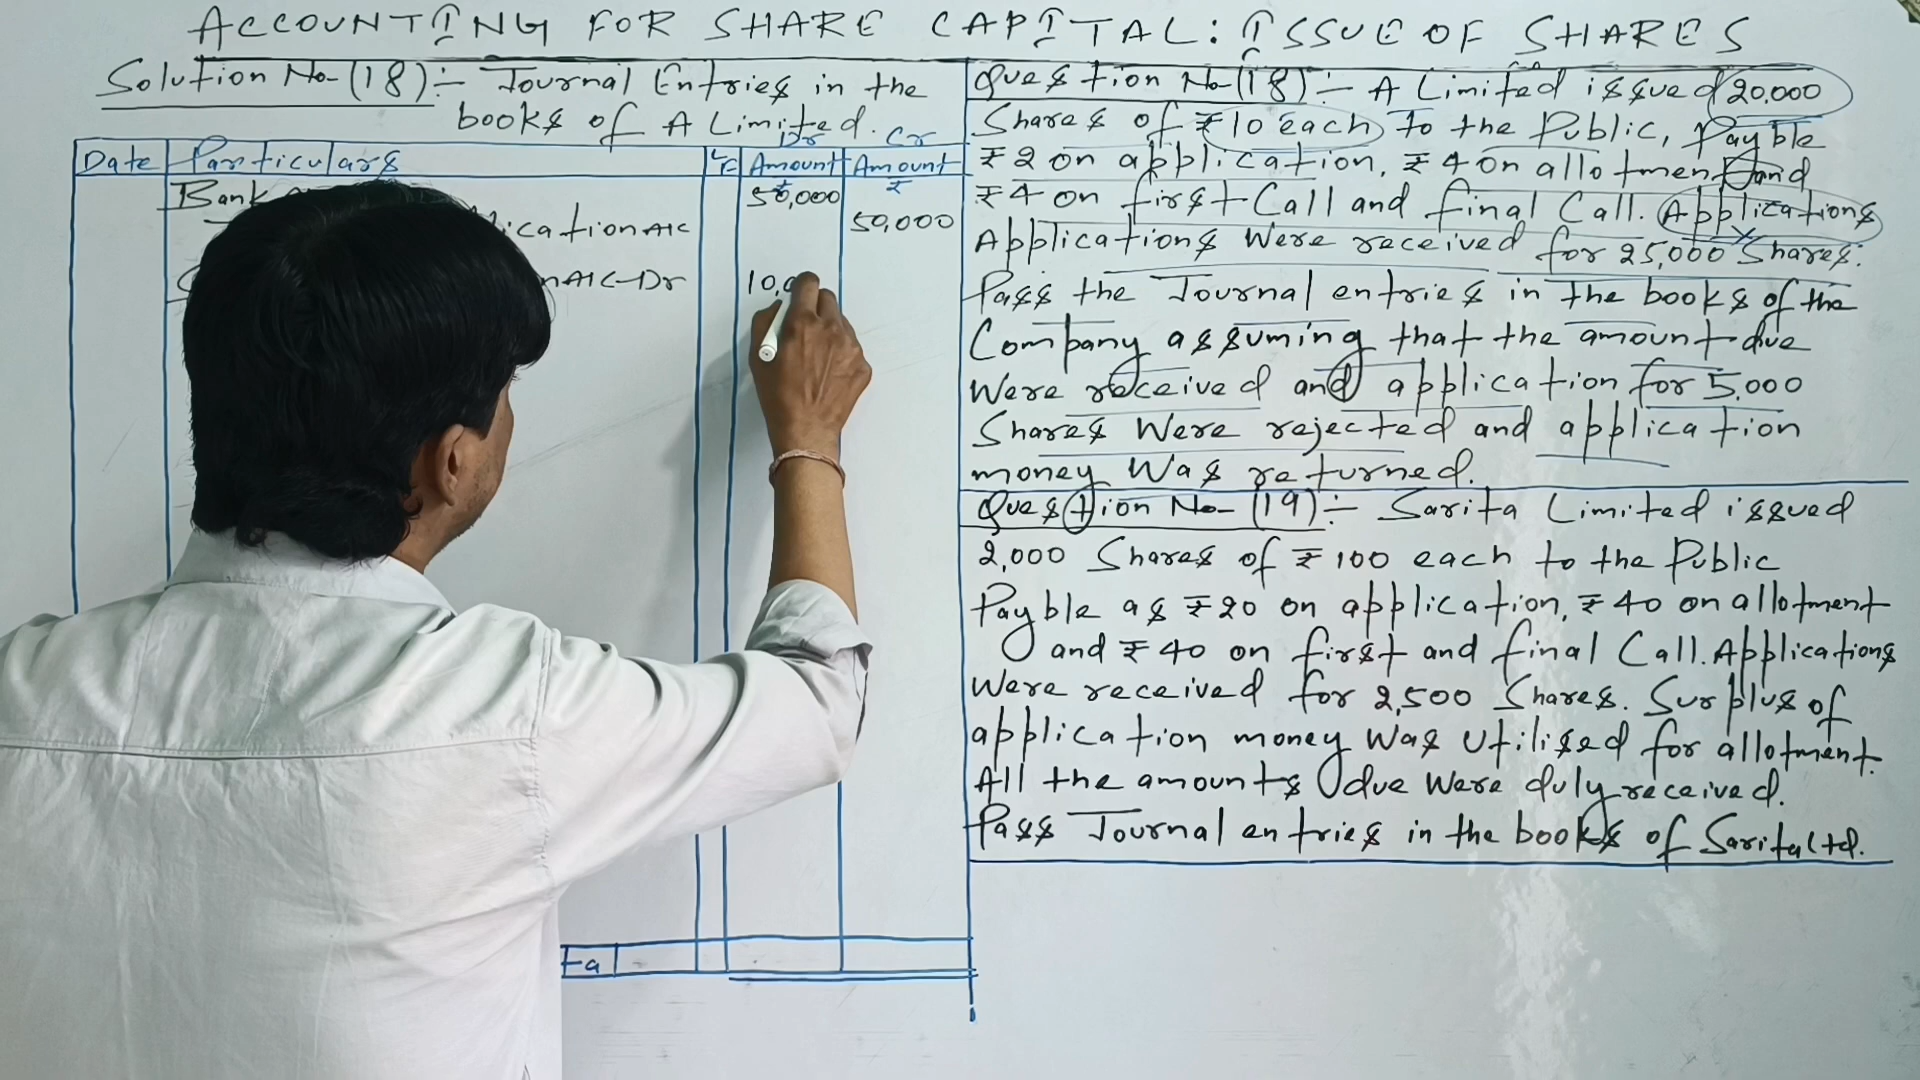 ACCOUNTING FOR SHARE CAPITAL: ISSUE OF SHARES
Solution No-(18):- Journal Entries in the
books of A Limited.
Dr Cr
Date Particulars LF Amount Amount
₹ ₹
Bank 50,000
icationA/C 50,000
nA/C-Dr 10,0
Question No-(18):- A Limited issued 20,000
Shares of ₹10 each to the Public, Payble
₹2 on application, ₹4 on allotment and
₹4 on first Call and final Call. Applications
Applications Were received for 25,000 Shares.
Pass the Journal entries in the books of the
Company assuming that the amount due
Were received and application for 5,000
Shares Were rejected and application
money Was returned.
Question No-(19):- Sarita Limited issued
2,000 Shares of ₹100 each to the Public
Payble as ₹20 on application, ₹40 on allotment
and ₹40 on first and final Call. Applications
Were received for 2,500 Shares. Surplus of
application money Was Utilised for allotment.
All the amounts due Were duly received.
Pass Journal entries in the books of Sarita Ltd.